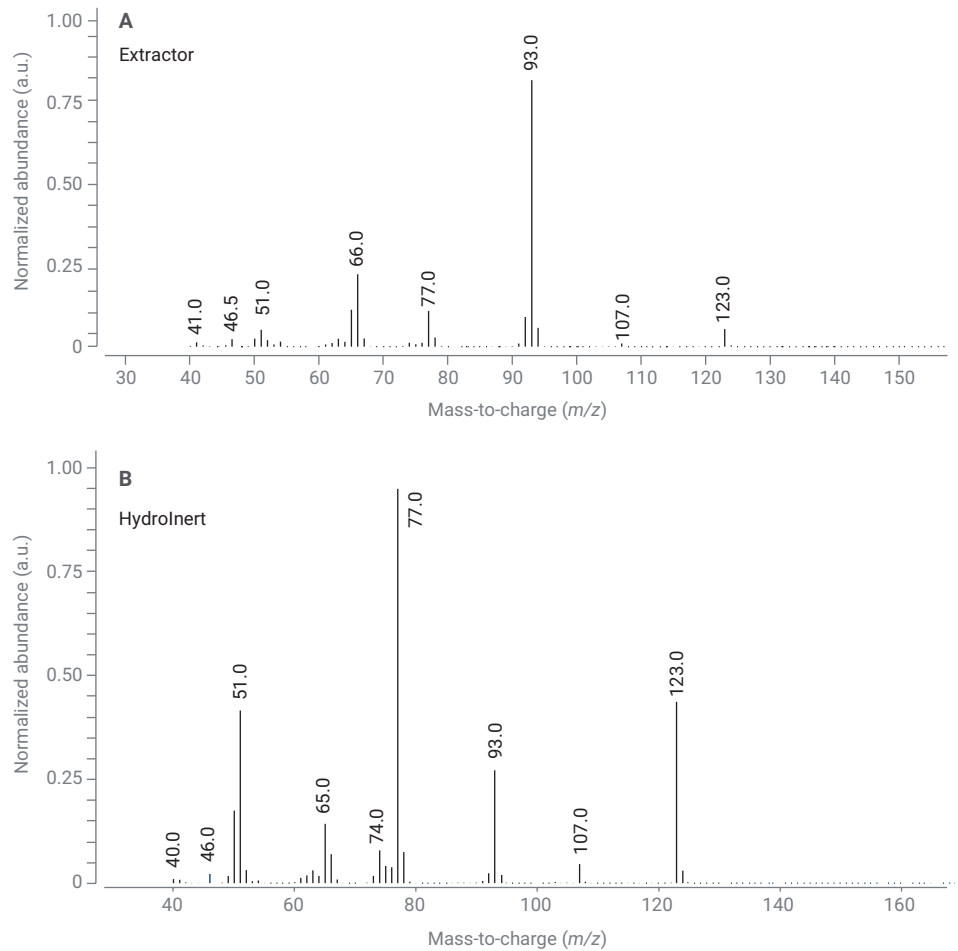 A
Extractor
Normalized abundance (a.u.)
1.00
0.75
0.50
0.25
0
41.0
46.5
51.0
66.0
77.0
93.0
107.0
123.0
30 40 50 60 70 80 90 100 110 120 130 140 150
Mass-to-charge (m/z)
B
HydroInert
Normalized abundance (a.u.)
1.00
0.75
0.50
0.25
0
40.0
46.0
51.0
65.0
74.0
77.0
93.0
107.0
123.0
40 60 80 100 120 140 160
Mass-to-charge (m/z)